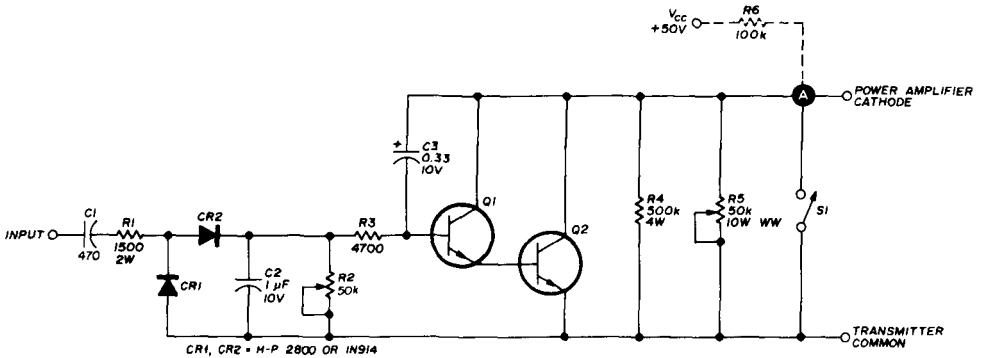 VCC
+50V
R6
100k
A
POWER AMPLIFIER
CATHODE
+
C3
0.33
10V
Q1
Q2
R4
500k
4W
R5
50k
10W WW
S1
INPUT
C1
470
R1
1500
2W
CR2
R3
4700
CR1
C2
1 µF
10V
R2
50k
TRANSMITTER
COMMON
CR1, CR2 = H-P 2800 OR 1N914